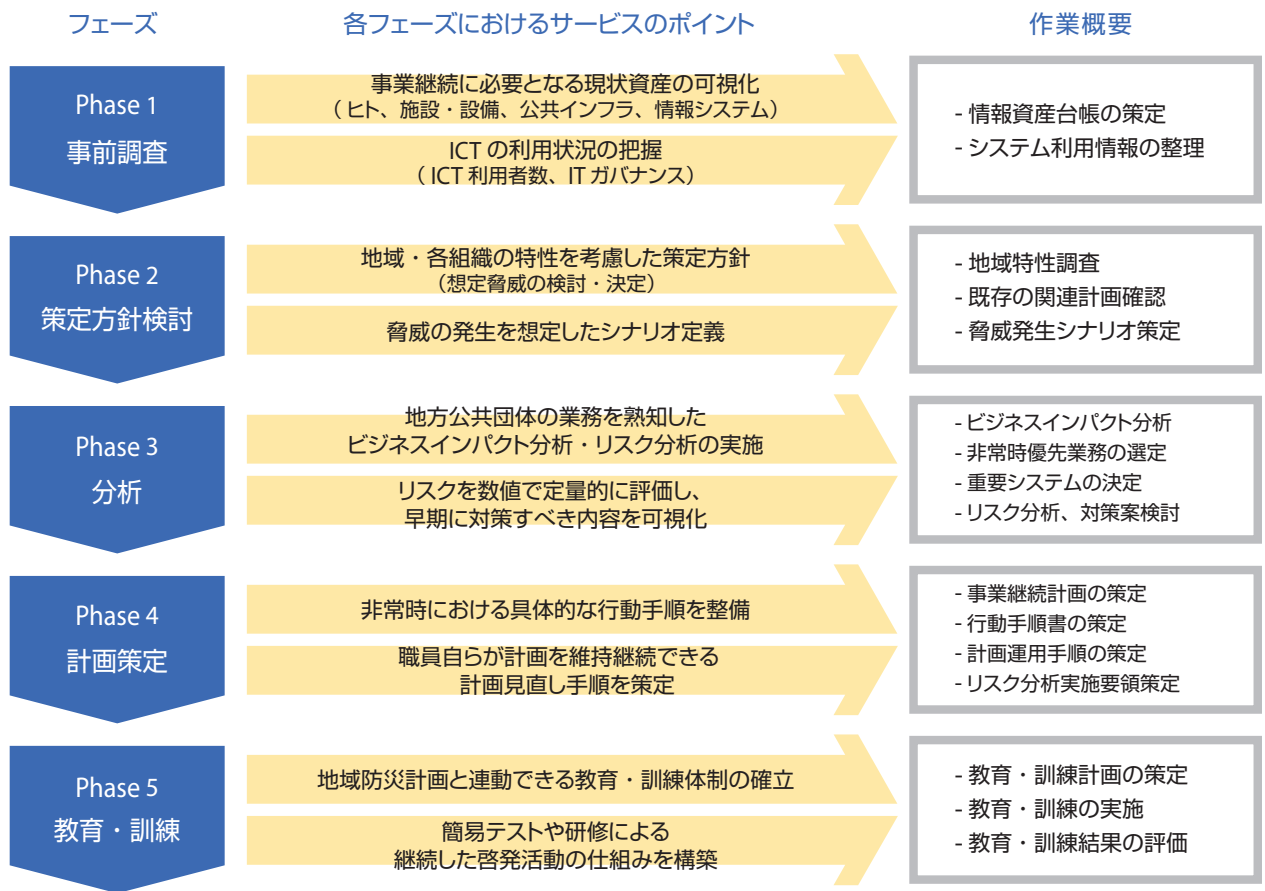 フェーズ
各フェーズにおけるサービスのポイント
作業概要
Phase 1
事前調査
事業継続に必要となる現状資産の可視化
（ ヒト、施設・設備、公共インフラ、情報システム）
ICT の利用状況の把握
（ ICT 利用者数、IT ガバナンス）
- 情報資産台帳の策定
- システム利用情報の整理
Phase 2
策定方針検討
地域・各組織の特性を考慮した策定方針
（想定脅威の検討・決定）
脅威の発生を想定したシナリオ定義
- 地域特性調査
- 既存の関連計画確認
- 脅威発生シナリオ策定
Phase 3
分析
地方公共団体の業務を熟知した
ビジネスインパクト分析・リスク分析の実施
リスクを数値で定量的に評価し、
早期に対策すべき内容を可視化
- ビジネスインパクト分析
- 非常時優先業務の選定
- 重要システムの決定
- リスク分析、対策案検討
Phase 4
計画策定
非常時における具体的な行動手順を整備
職員自らが計画を維持継続できる
計画見直し手順を策定
- 事業継続計画の策定
- 行動手順書の策定
- 計画運用手順の策定
- リスク分析実施要領策定
Phase 5
教育・訓練
地域防災計画と連動できる教育・訓練体制の確立
簡易テストや研修による
継続した啓発活動の仕組みを構築
- 教育・訓練計画の策定
- 教育・訓練の実施
- 教育・訓練結果の評価